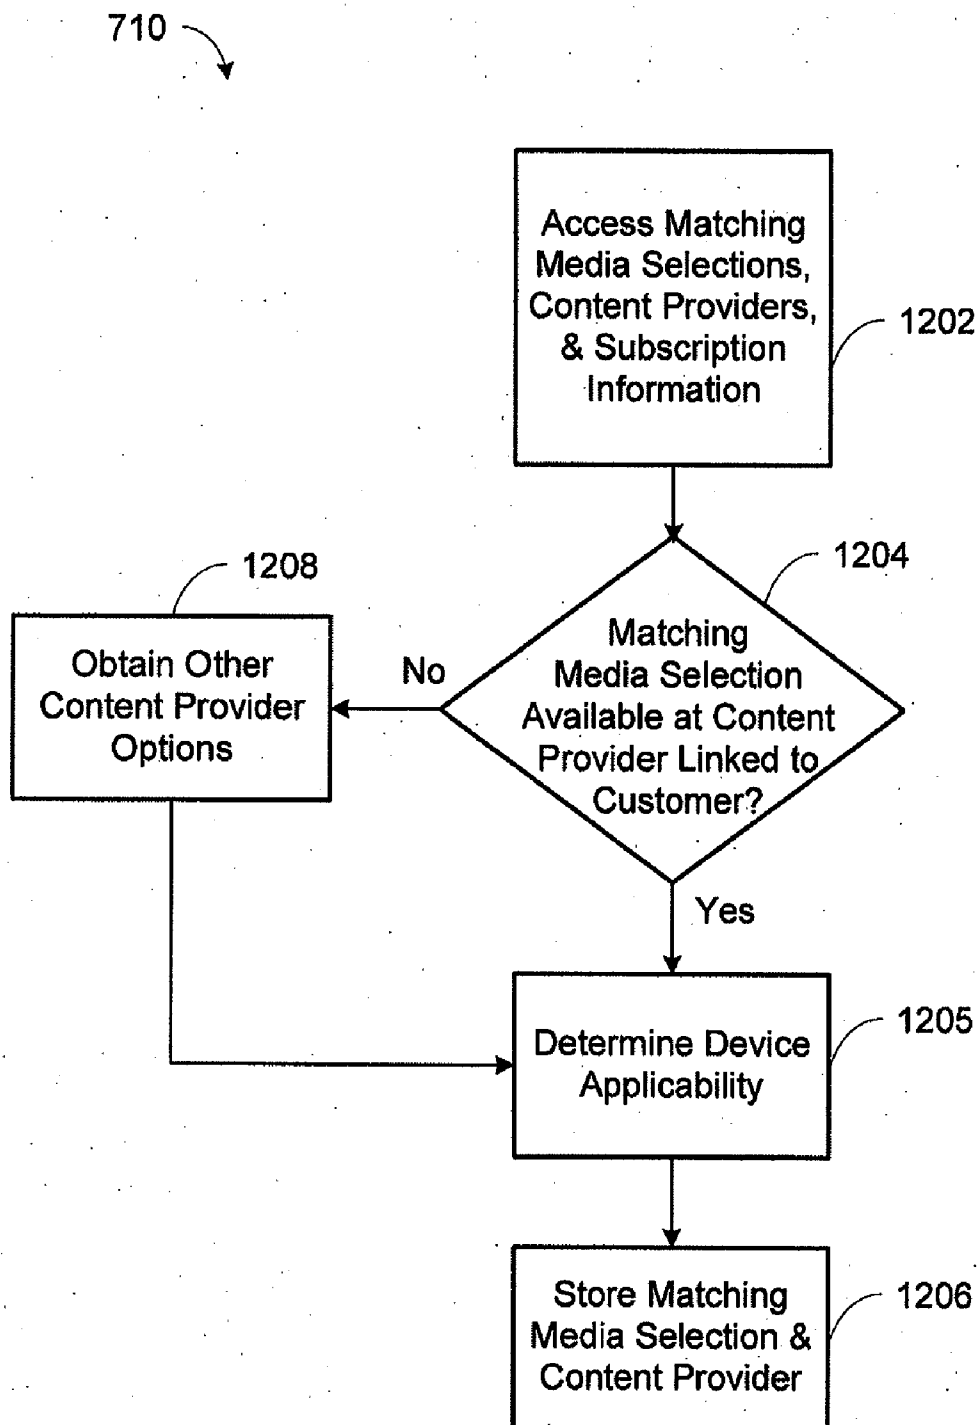 710
Access Matching
Media Selections,
Content Providers,
& Subscription
Information
1202
1204
Matching
Media Selection
Available at Content
Provider Linked to
Customer?
No
1208
Obtain Other
Content Provider
Options
Yes
1205
Determine Device
Applicability
1206
Store Matching
Media Selection &
Content Provider